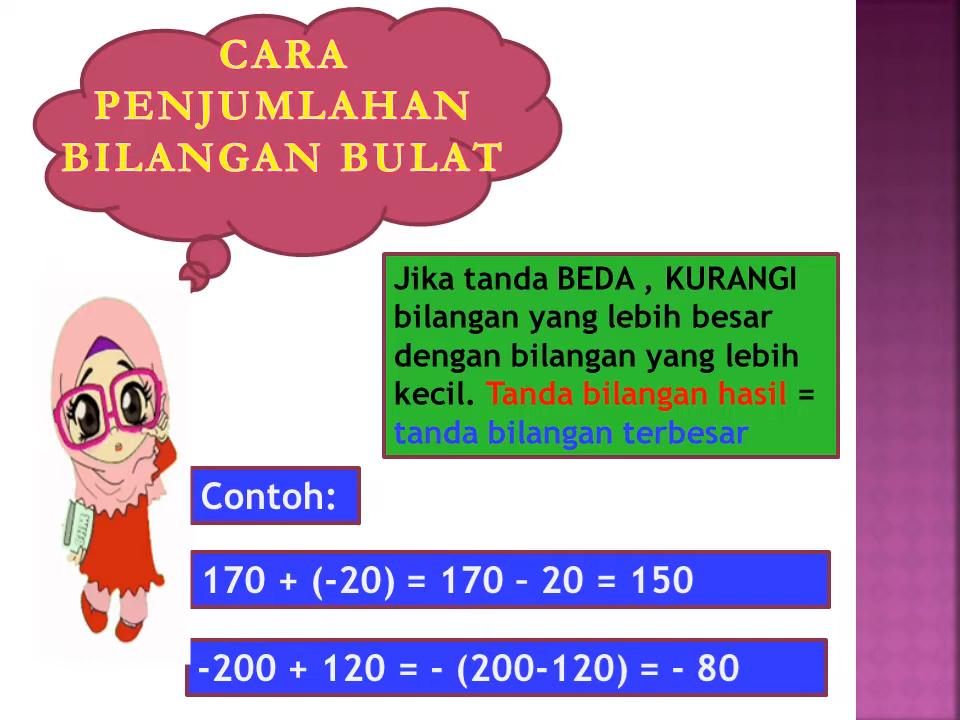 CARA
PENJUMLAHAN
BILANGAN BULAT
Jika tanda BEDA , KURANGI
bilangan yang lebih besar
dengan bilangan yang lebih
kecil. Tanda bilangan hasil =
tanda bilangan terbesar
Contoh:
170 + (-20) = 170 – 20 = 150
-200 + 120 = - (200-120) = - 80